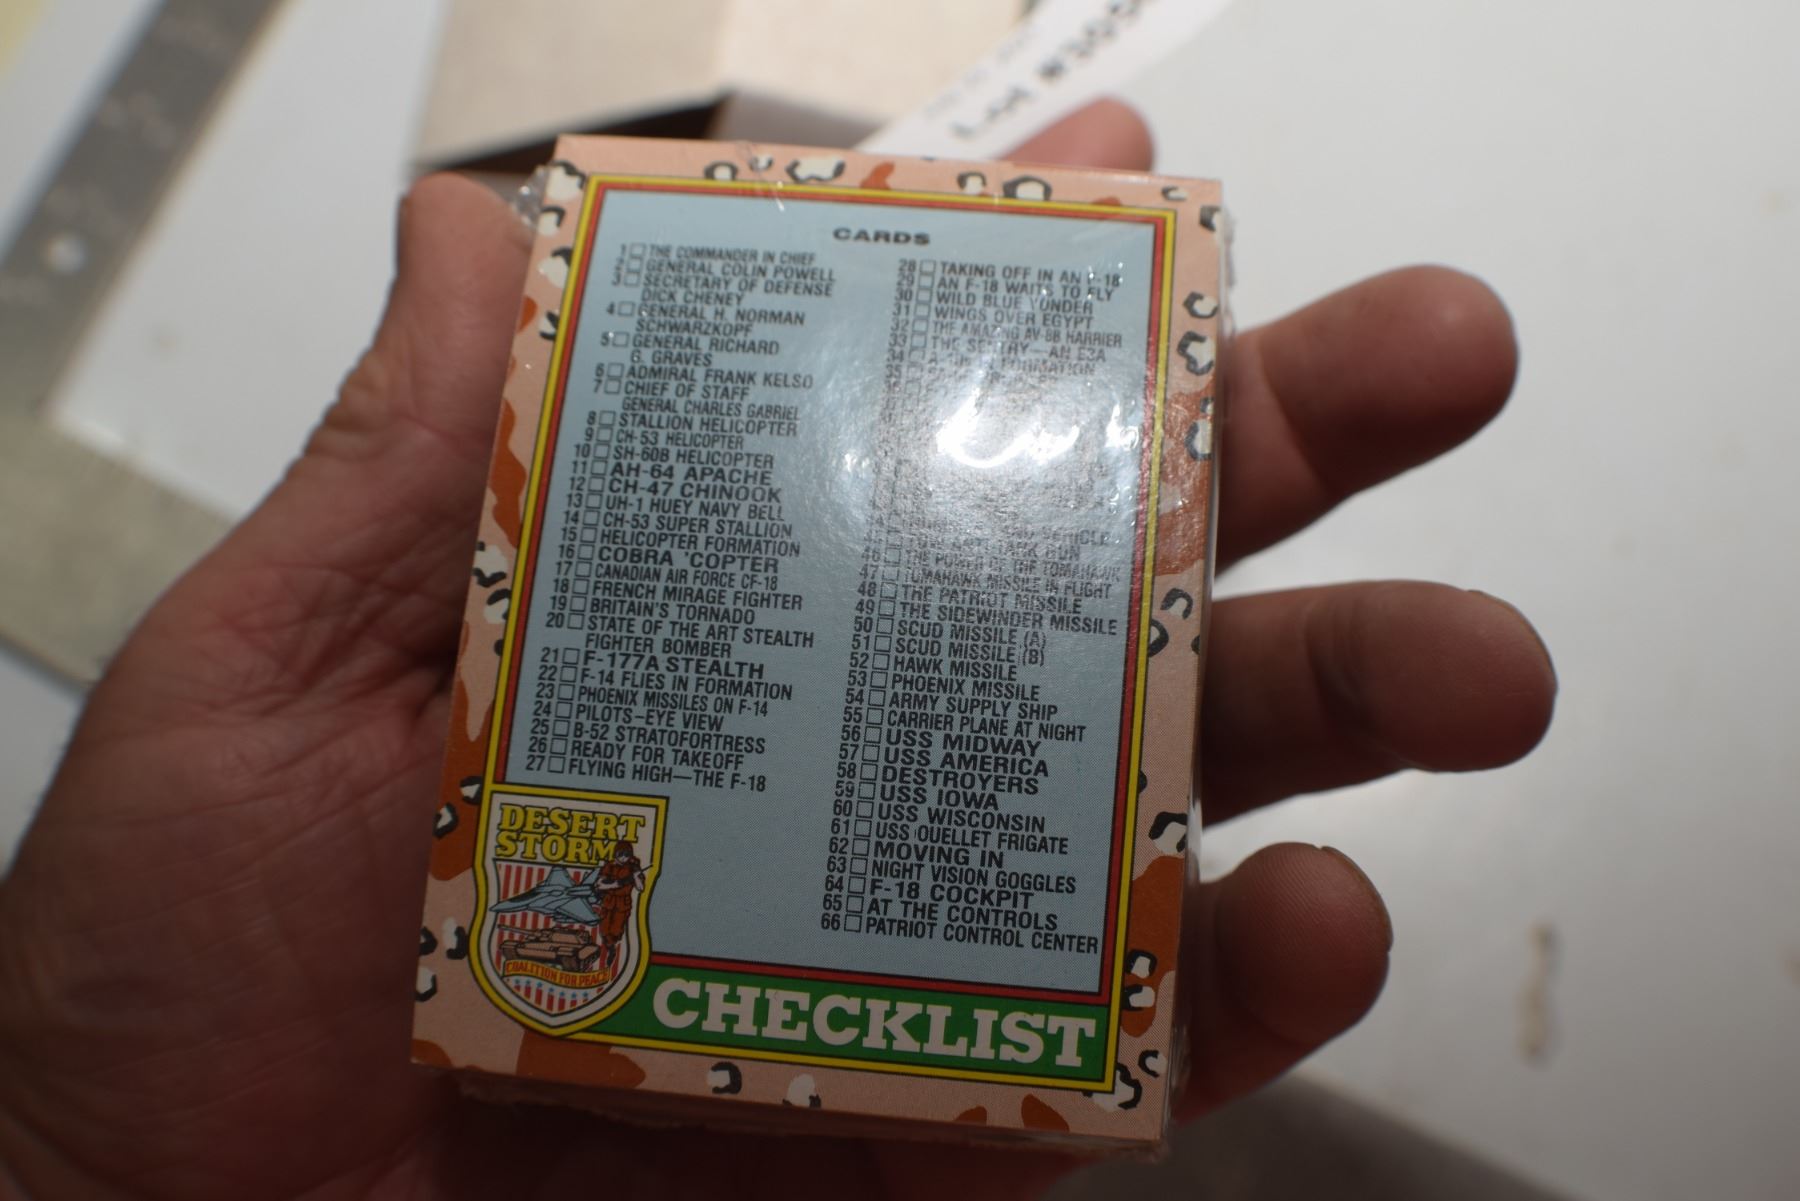 LOT #309
CARDS
1 THE COMMANDER IN CHIEF
2 GENERAL COLIN POWELL
3 SECRETARY OF DEFENSE
DICK CHENEY
4 GENERAL H. NORMAN
SCHWARZKOPF
5 GENERAL RICHARD
G. GRAVES
6 ADMIRAL FRANK KELSO
7 CHIEF OF STAFF
GENERAL CHARLES GABRIEL
8 STALLION HELICOPTER
9 CH-53 HELICOPTER
10 SH-60B HELICOPTER
11 AH-64 APACHE
12 CH-47 CHINOOK
13 UH-1 HUEY NAVY BELL
14 CH-53 SUPER STALLION
15 HELICOPTER FORMATION
16 COBRA 'COPTER
17 CANADIAN AIR FORCE CF-18
18 FRENCH MIRAGE FIGHTER
19 BRITAIN'S TORNADO
20 STATE OF THE ART STEALTH
FIGHTER BOMBER
21 F-177A STEALTH
22 F-14 FLIES IN FORMATION
23 PHOENIX MISSILES ON F-14
24 PILOTS-EYE VIEW
25 B-52 STRATOFORTRESS
26 READY FOR TAKEOFF
27 FLYING HIGH—THE F-18
28 TAKING OFF IN AN F-18
29 AN F-18 WAITS TO FLY
30 WILD BLUE YONDER
31 WINGS OVER EGYPT
32 THE AMAZING AV-8B HARRIER
33 THE SENTRY—AN E3A
34 FORMATION
35
VEHICLE
GUN
46 THE POWER OF THE TOMAHAWK
47 TOMAHAWK MISSILE IN FLIGHT
48 THE PATRIOT MISSILE
49 THE SIDEWINDER MISSILE
50 SCUD MISSILE (A)
51 SCUD MISSILE (B)
52 HAWK MISSILE
53 PHOENIX MISSILE
54 ARMY SUPPLY SHIP
55 CARRIER PLANE AT NIGHT
56 USS MIDWAY
57 USS AMERICA
58 DESTROYERS
59 USS IOWA
60 USS WISCONSIN
61 USS OUELLET FRIGATE
62 MOVING IN
63 NIGHT VISION GOGGLES
64 F-18 COCKPIT
65 AT THE CONTROLS
66 PATRIOT CONTROL CENTER
DESERT
STORM
COALITION FOR PEACE
CHECKLIST